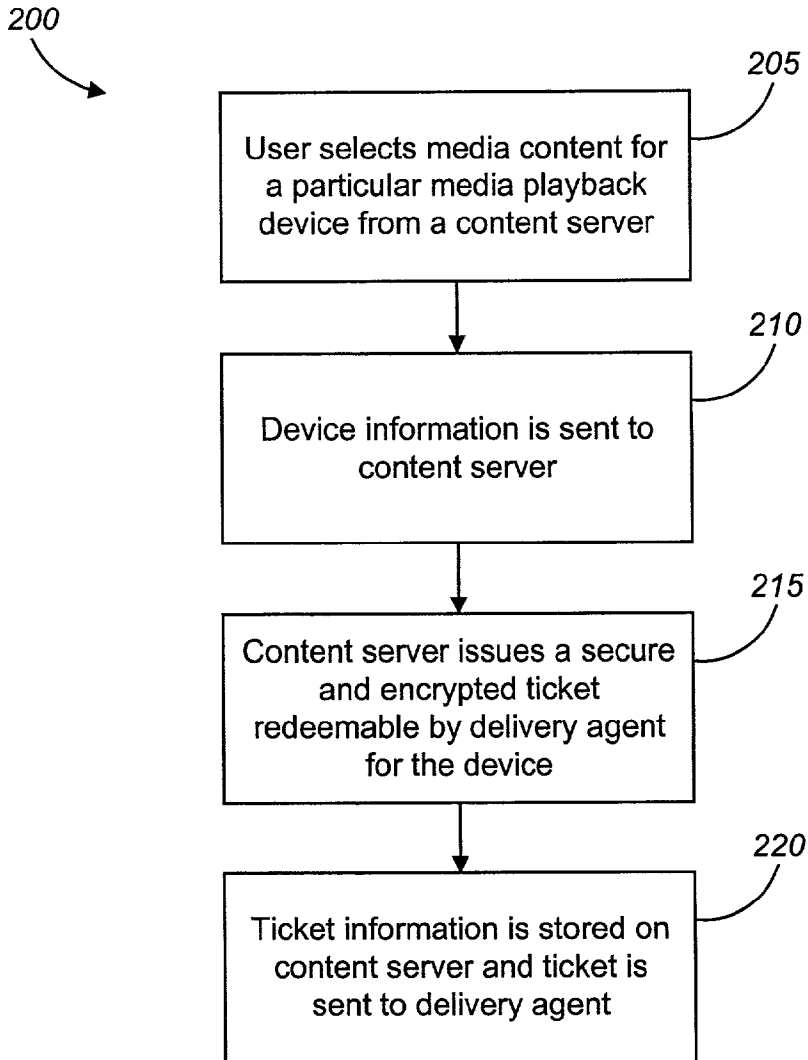 200
205
User selects media content for
a particular media playback
device from a content server
210
Device information is sent to
content server
215
Content server issues a secure
and encrypted ticket
redeemable by delivery agent
for the device
220
Ticket information is stored on
content server and ticket is
sent to delivery agent